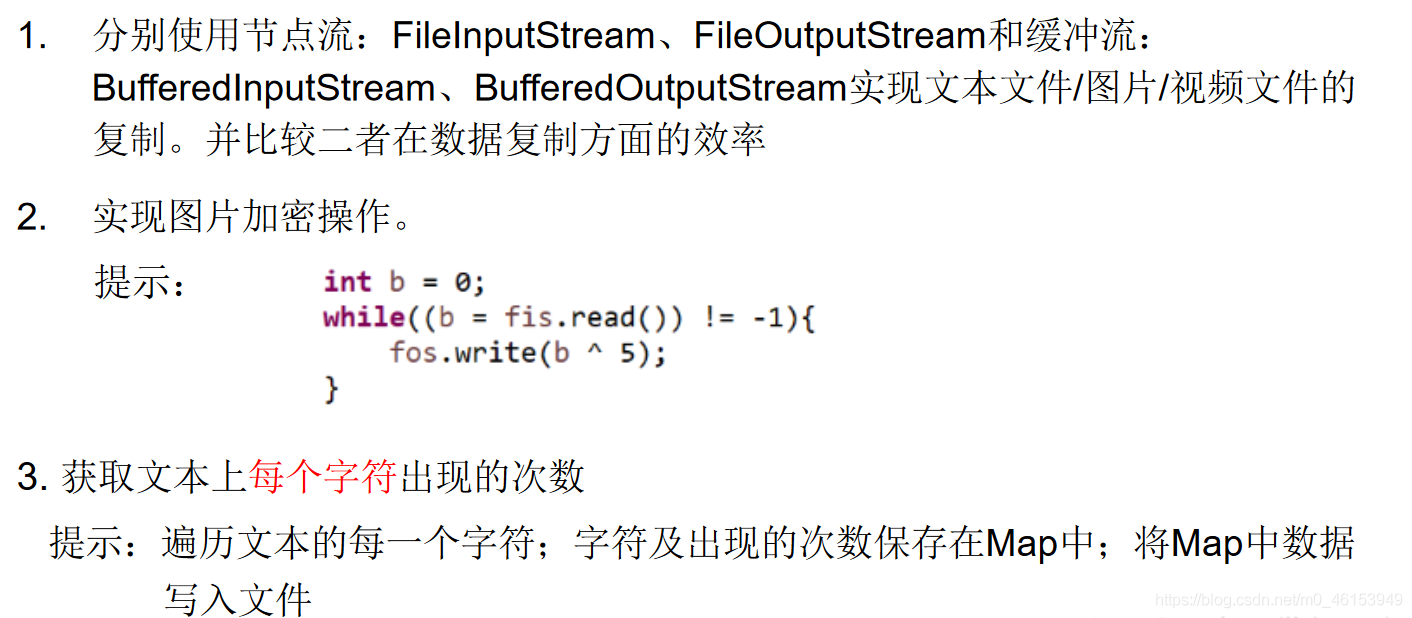 1. 分别使用节点流：FileInputStream、FileOutputStream和缓冲流：
BufferedInputStream、BufferedOutputStream实现文本文件/图片/视频文件的
复制。并比较二者在数据复制方面的效率
2. 实现图片加密操作。
提示： int b = 0;
while((b = fis.read()) != -1){
fos.write(b ^ 5);
}
3. 获取文本上每个字符出现的次数
提示：遍历文本的每一个字符；字符及出现的次数保存在Map中；将Map中数据
写入文件
https://blog.csdn.net/m0_46153949